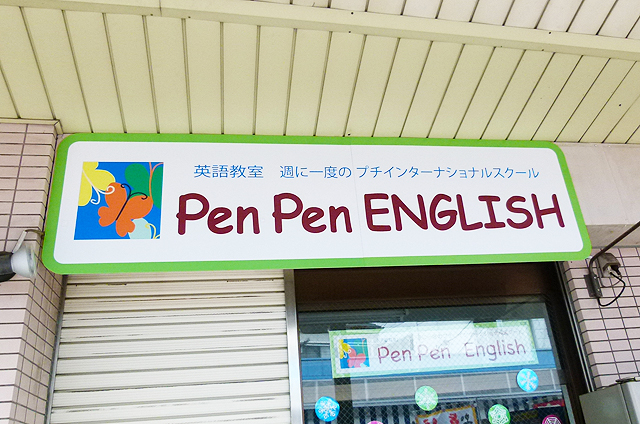 英語教室 週に一度の プチインターナショナルスクール
Pen Pen ENGLISH
Pen Pen English